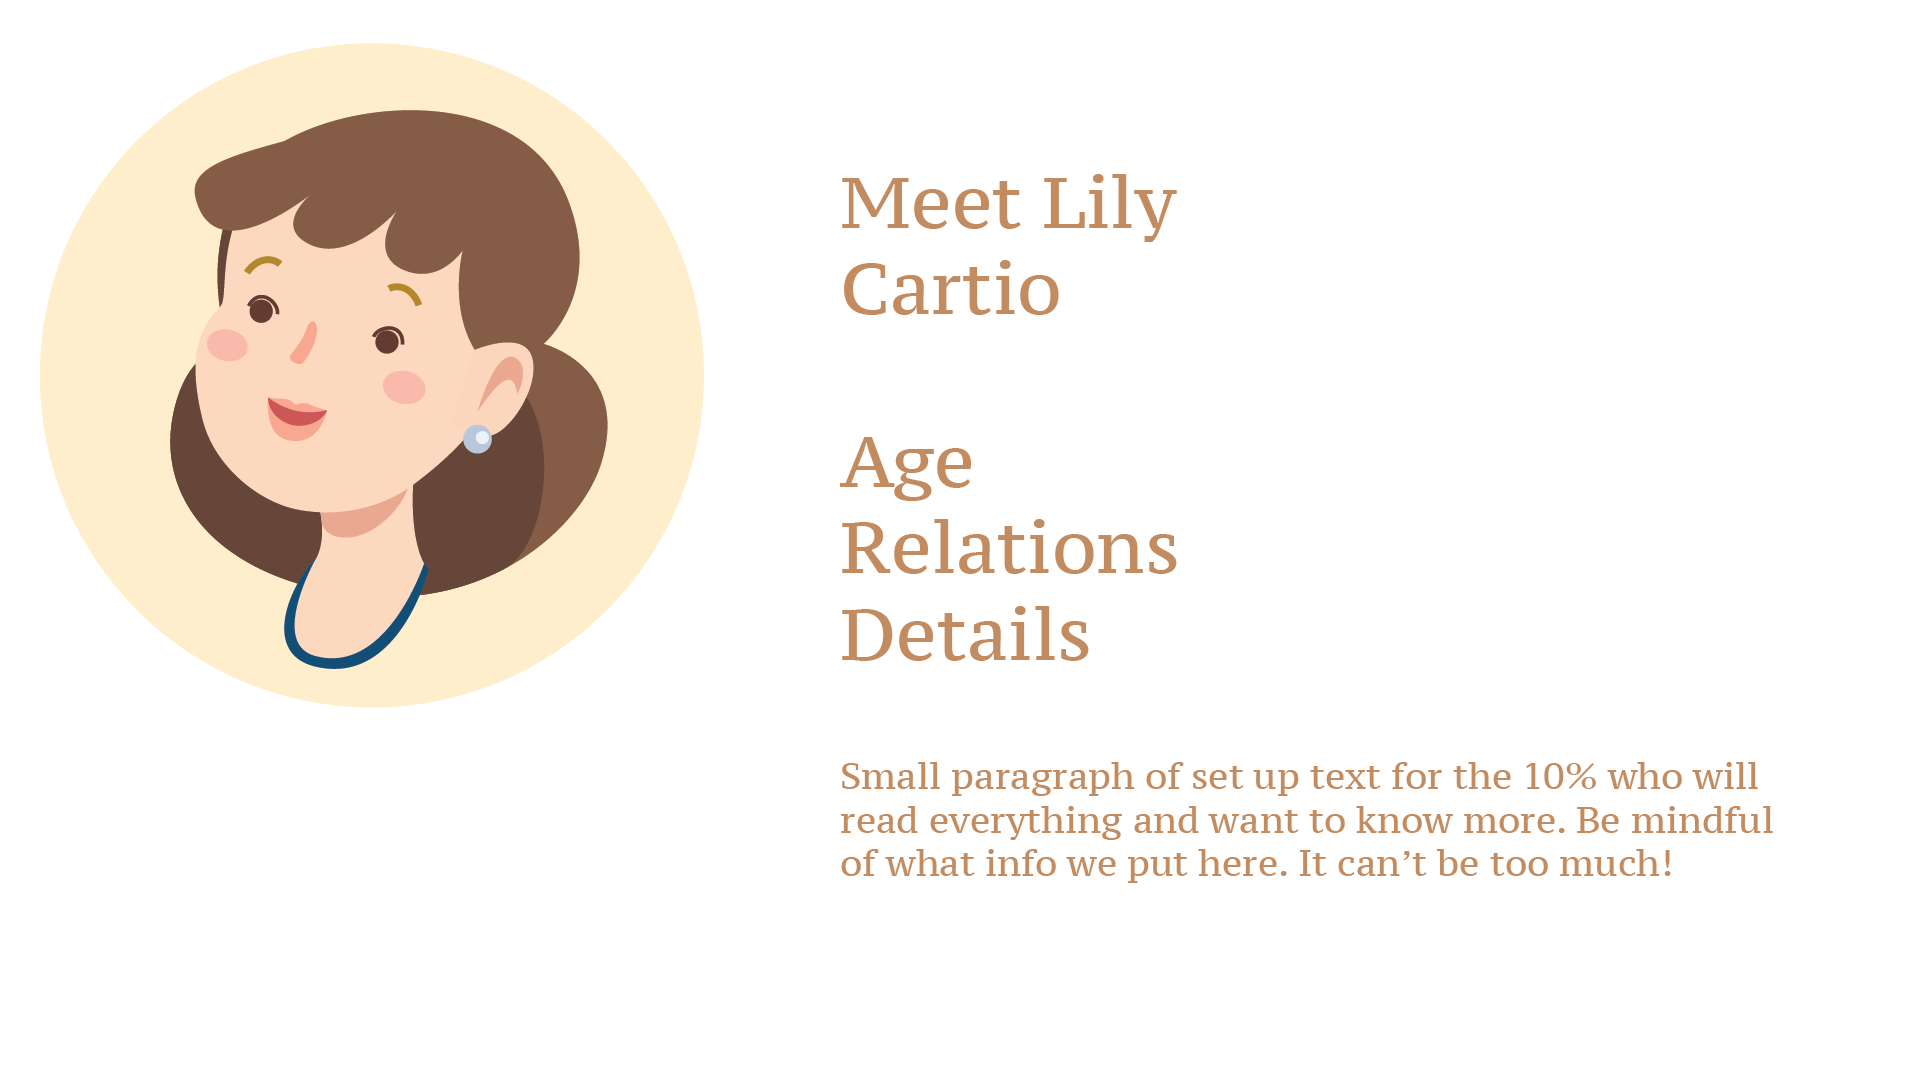 Meet Lily
Cartio
Age
Relations
Details
Small paragraph of set up text for the 10% who will
read everything and want to know more. Be mindful
of what info we put here. It can’t be too much!